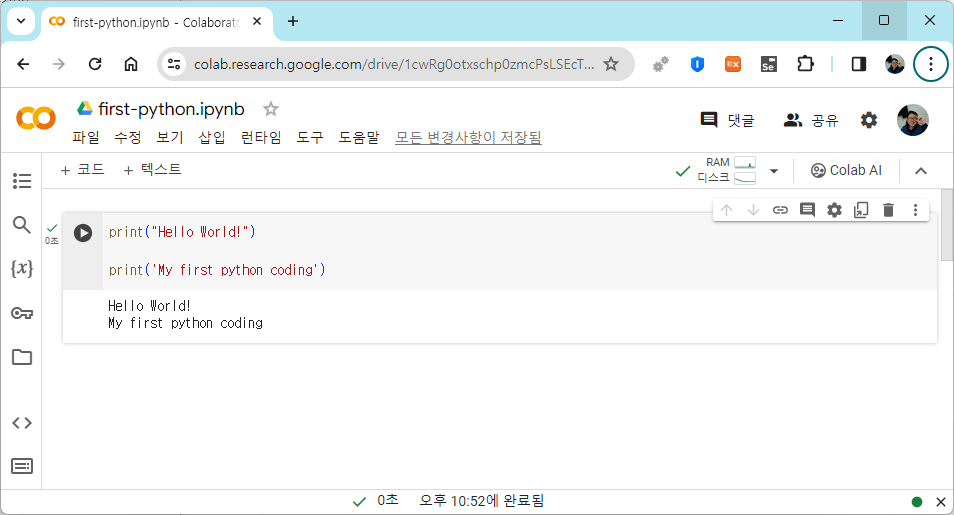 first-python.ipynb - Colaborato
colab.research.google.com/drive/1cwRg0otxschp0zmcPsLSEcT...
first-python.ipynb
파일 수정 보기 삽입 런타임 도구 도움말 모든 변경사항이 저장됨
댓글 공유
+ 코드 + 텍스트
RAM
디스크
Colab AI
0초
print("Hello World!")
print('My first python coding')
Hello World!
My first python coding
{x}
0초 오후 10:52에 완료됨